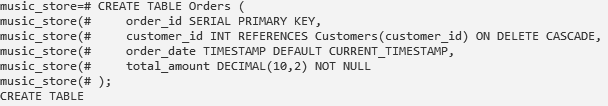 music_store=# CREATE TABLE Orders (
music_store(#     order_id SERIAL PRIMARY KEY,
music_store(#     customer_id INT REFERENCES Customers(customer_id) ON DELETE CASCADE,
music_store(#     order_date TIMESTAMP DEFAULT CURRENT_TIMESTAMP,
music_store(#     total_amount DECIMAL(10,2) NOT NULL
music_store(# );
CREATE TABLE